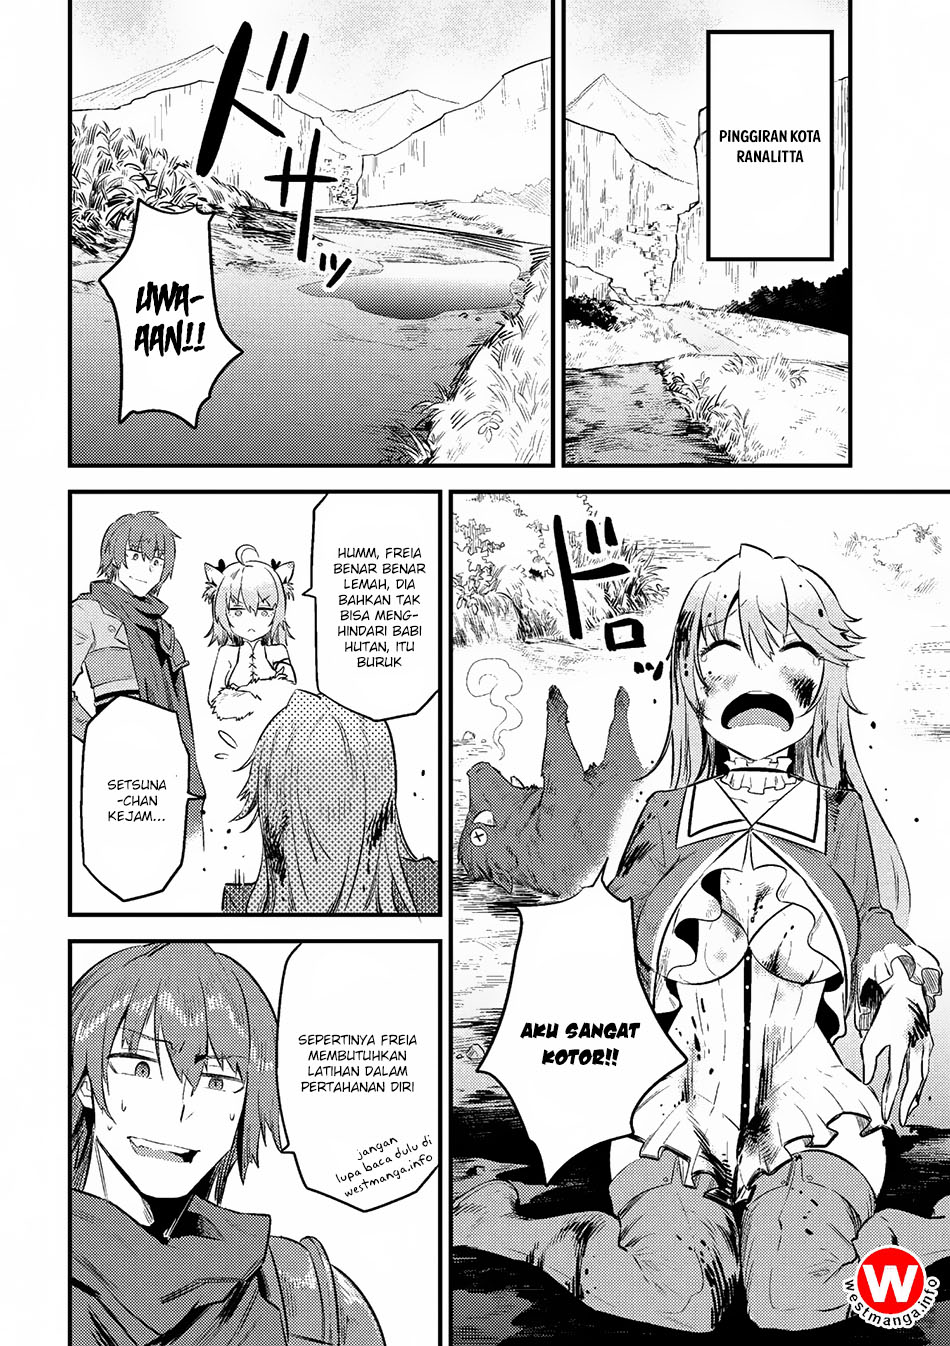 PINGGIRAN KOTA
RANALITTA
ドサッ
UWA-
AAN!!
ドロッ
AKU SANGAT
KOTOR!!
HUMM, FREIA
BENAR BENAR
LEMAH, DIA
BAHKAN TAK
BISA MENG-
HINDARI BABI
HUTAN, ITU
BURUK
SETSUNA
-CHAN
KEJAM...
SEPERTINYA FREIA
MEMBUTUHKAN
LATIHAN DALAM
PERTAHANAN DIRI
jangan
lupa baca dulu di
westmanga.info
W
westmanga.info